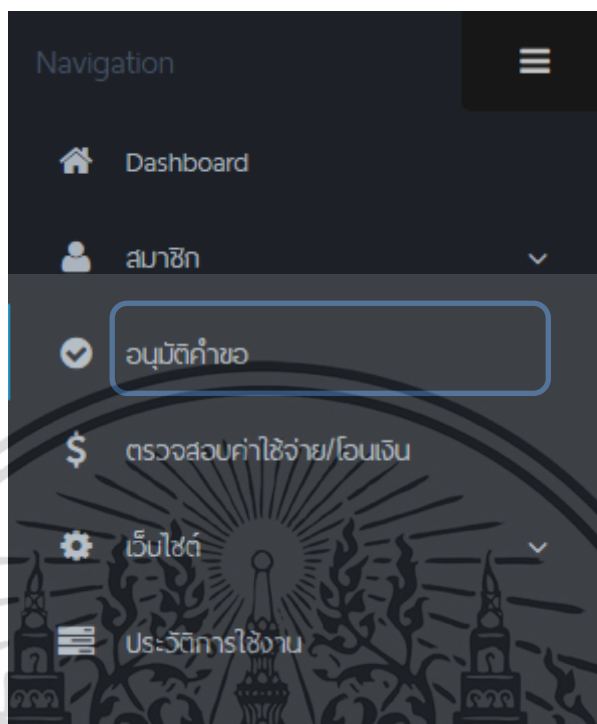 Navigation
Dashboard
สมาชิก
อนุมัติคำขอ
ตรวจสอบค่าใช้จ่าย/โอนเงิน
เว็บไซต์
ประวัติการใช้งาน